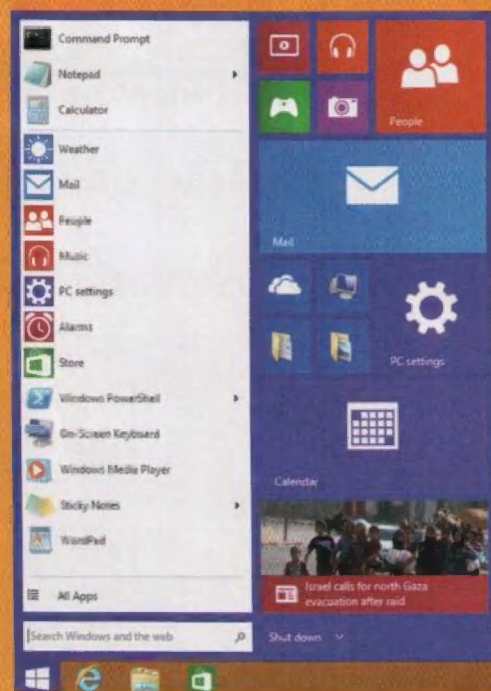 Command Prompt
Notepad
Calculator
Weather
Mail
People
Music
PC settings
Alarms
Store
Windows PowerShell
On-Screen Keyboard
Windows Media Player
Sticky Notes
WordPad
All Apps
Search Windows and the web
People
Mail
PC settings
Calendar
Israel calls for north Gaza
evacuation after raid
Shut down